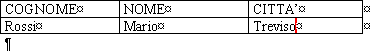 COGNOME¤ NOME¤ CITTA’¤ ¤
Rossi¤ Mario¤ Treviso¤ ¤
¶